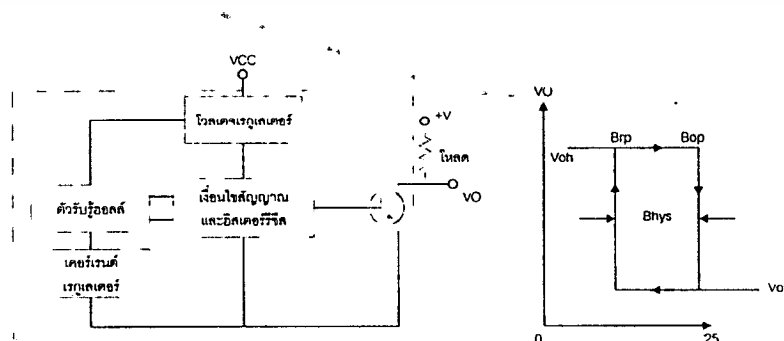 VCC
โวลเตจเรกูเลเตอร์
+V
โหลด
VO
ตัวรับรู้ฮอลล์
เงื่อนไขสัญญาณ
และฮิสเตอร์รีซีส
เคอร์เรนต์
เรกูเลเตอร์
VO
Voh
Brp
Bop
Bhys
0
25